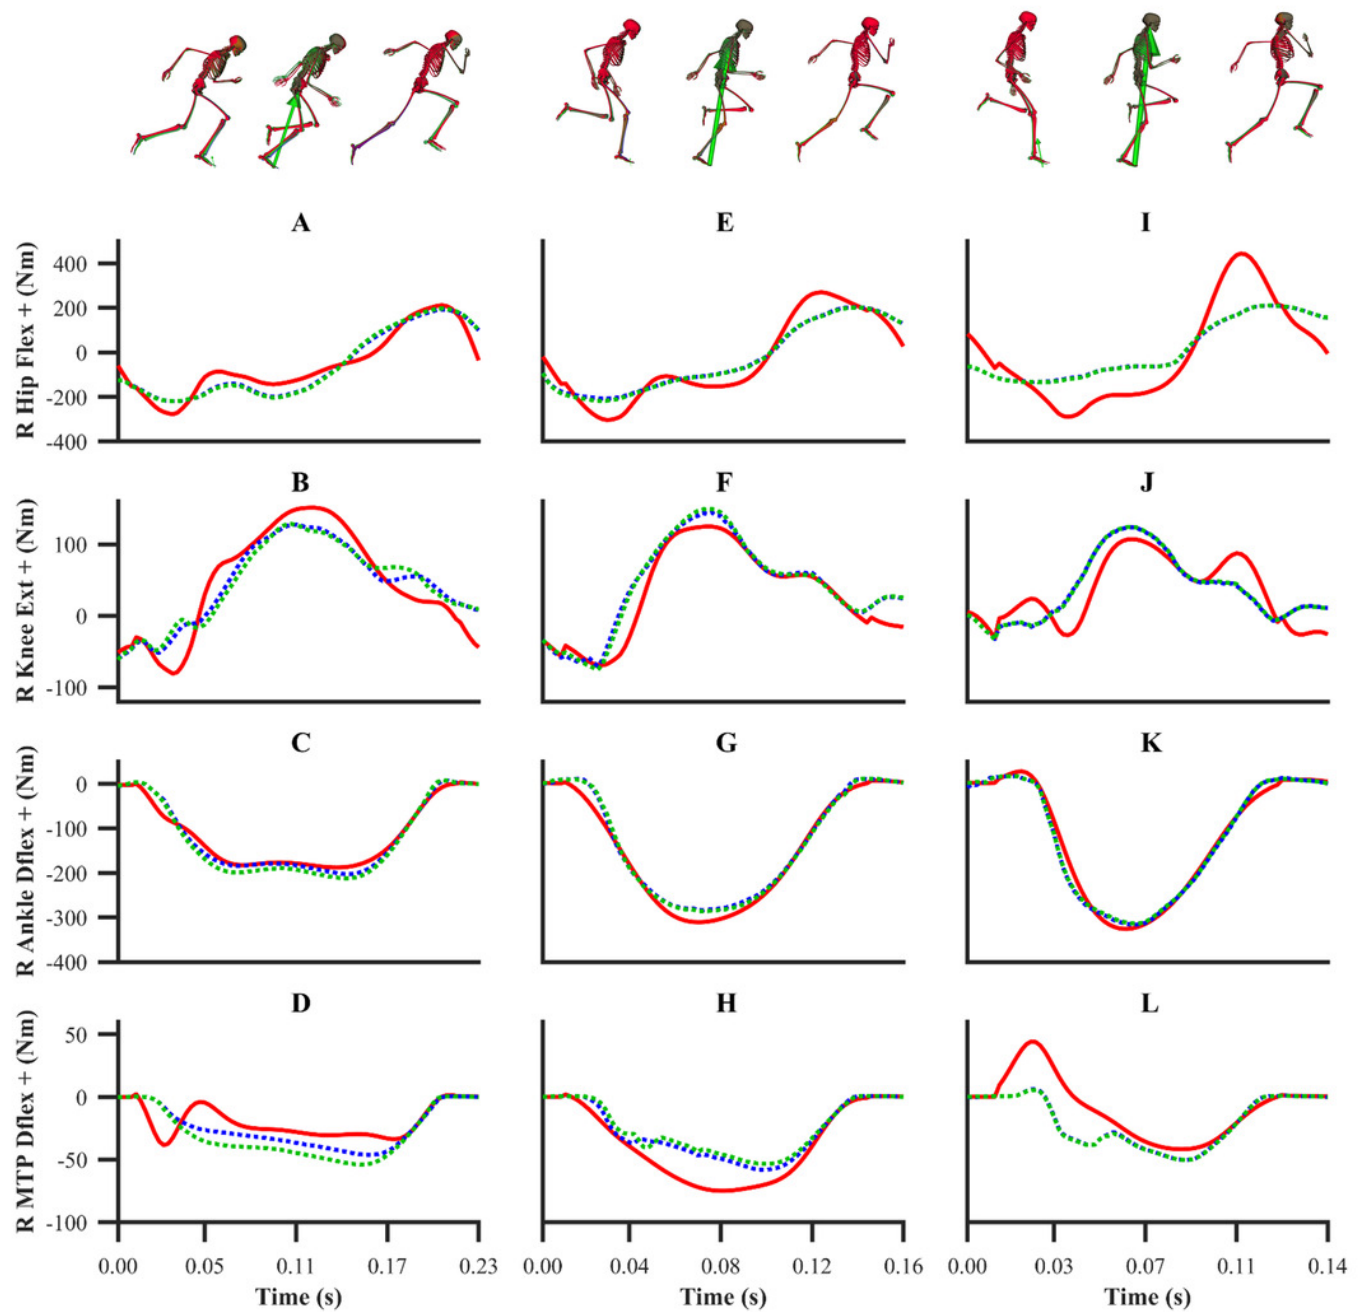 A E I
R Hip Flex + (Nm)
400
200
0
-200
-400
B F J
R Knee Ext + (Nm)
100
0
-100
C G K
R Ankle Dflex + (Nm)
0
-100
-200
-300
-400
D H L
R MTP Dflex + (Nm)
50
0
-50
-100
0.00 0.05 0.11 0.17 0.23 0.00 0.04 0.08 0.12 0.16 0.00 0.03 0.07 0.11 0.14
Time (s) Time (s) Time (s)